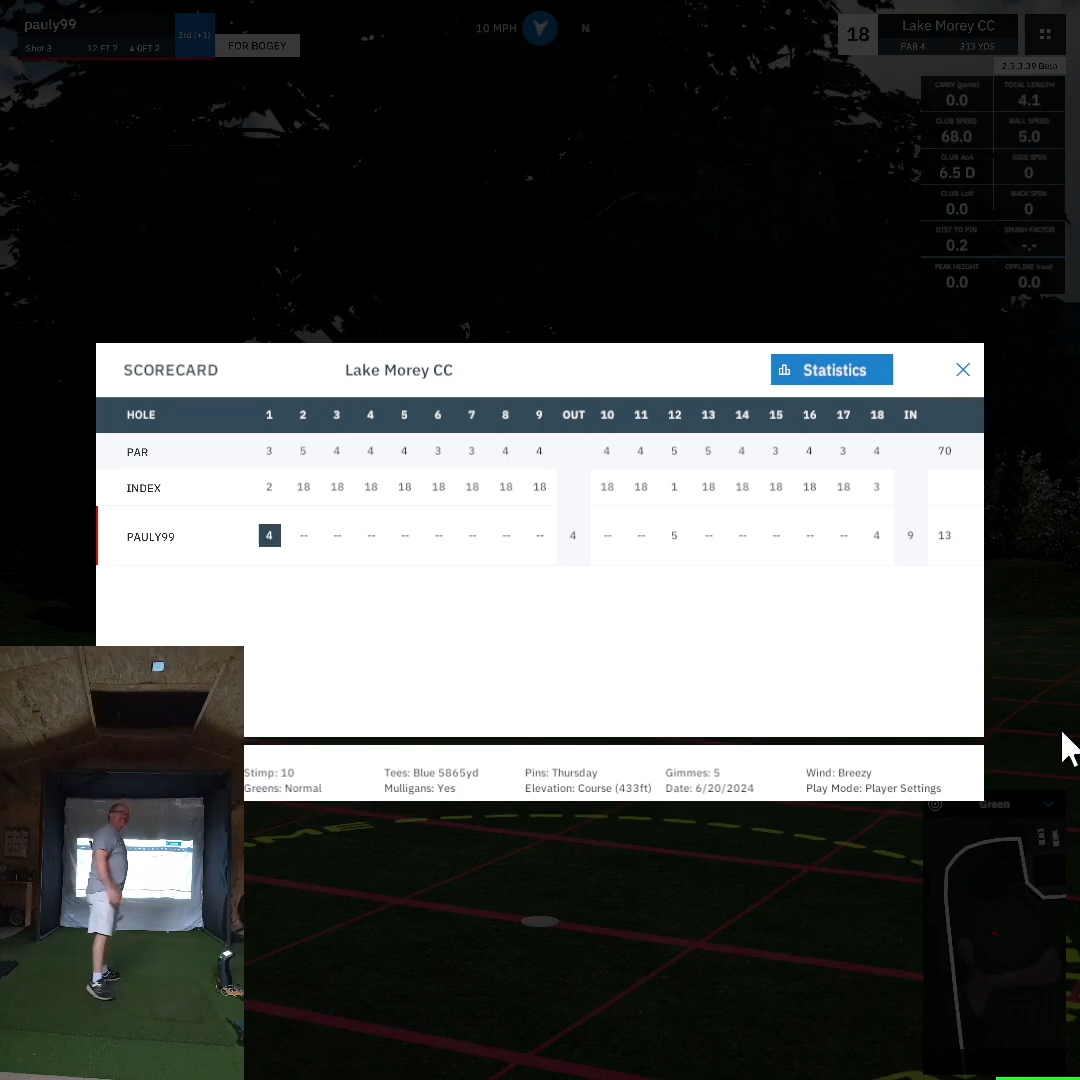 pauly99
Shot 3 12 FT 7 ▲ 0FT 2
3rd (+1)
FOR BOGEY
10 MPH N
18
Lake Morey CC
PAR 4 313 YDS
2.3.3.39 Beta
CARRY (game) TOTAL LENGTH
0.0 4.1
CLUB SPEED BALL SPEED
68.0 5.0
CLUB AoA SIDE SPIN
6.5 D 0
CLUB Loft BACK SPIN
0.0 0
DIST TO PIN SMASH FACTOR
0.2 -.-
PEAK HEIGHT OFFLINE (raw)
0.0 0.0
SCORECARD Lake Morey CC Statistics
HOLE 1 2 3 4 5 6 7 8 9 OUT 10 11 12 13 14 15 16 17 18 IN
PAR 3 5 4 4 4 3 3 4 4 4 4 5 5 4 3 4 3 4 70
INDEX 2 18 18 18 18 18 18 18 18 18 18 1 18 18 18 18 18 3
PAULY99 4 -- -- -- -- -- -- -- -- 4 -- -- 5 -- -- -- -- -- 4 9 13
Stimp: 10 Tees: Blue 5865yd Pins: Thursday Gimmes: 5 Wind: Breezy
Greens: Normal Mulligans: Yes Elevation: Course (433ft) Date: 6/20/2024 Play Mode: Player Settings
Green